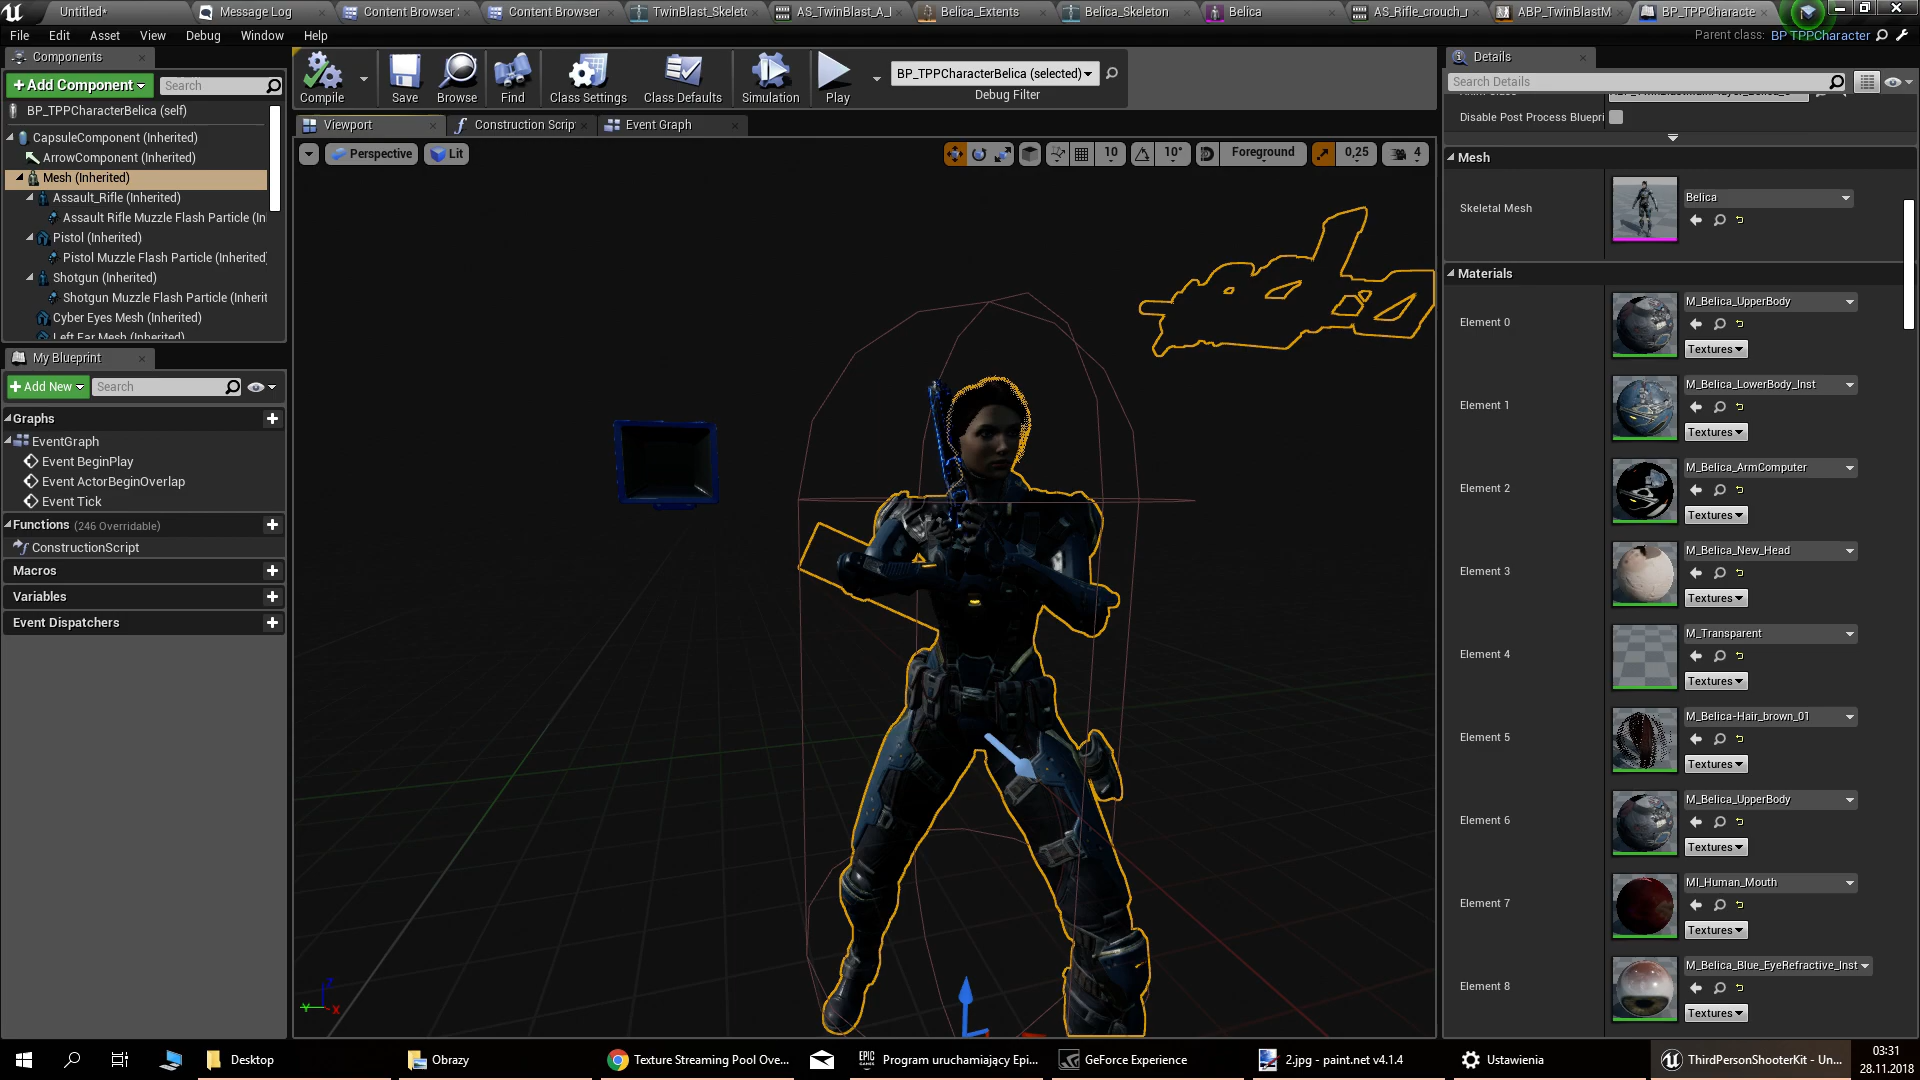 Untitled*
Message Log
Content Browser
Content Browser
TwinBlast_Skelet
AS_TwinBlast_A_I
Belica_Extents
Belica_Skeleton
Belica
AS_Rifle_crouch_r
ABP_TwinBlastM
BP_TPPCharacte
File Edit Asset View Debug Window Help
Parent class: BP TPPCharacter
Components
+Add Component
Search
BP_TPPCharacterBelica (self)
CapsuleComponent (Inherited)
ArrowComponent (Inherited)
Mesh (Inherited)
Assault_Rifle (Inherited)
Assault Rifle Muzzle Flash Particle (In
Pistol (Inherited)
Pistol Muzzle Flash Particle (Inherited)
Shotgun (Inherited)
Shotgun Muzzle Flash Particle (Inherit
Cyber Eyes Mesh (Inherited)
Left Ear Mesh (Inherited)
My Blueprint
+Add New
Search
Graphs
EventGraph
Event BeginPlay
Event ActorBeginOverlap
Event Tick
Functions (246 Overridable)
ConstructionScript
Macros
Variables
Event Dispatchers
Compile
Save
Browse
Find
Class Settings
Class Defaults
Simulation
Play
BP_TPPCharacterBelica (selected)
Debug Filter
Viewport
Construction Scrip
Event Graph
Perspective
Lit
10
10°
Foreground
0,25
4
Z
Y
X
Details
Search Details
Disable Post Process Bluepri
Mesh
Skeletal Mesh
Belica
Materials
Element 0
M_Belica_UpperBody
Textures
Element 1
M_Belica_LowerBody_Inst
Textures
Element 2
M_Belica_ArmComputer
Textures
Element 3
M_Belica_New_Head
Textures
Element 4
M_Transparent
Textures
Element 5
M_Belica-Hair_brown_01
Textures
Element 6
M_Belica_UpperBody
Textures
Element 7
MI_Human_Mouth
Textures
Element 8
M_Belica_Blue_EyeRefractive_Inst
Textures
Desktop
Obrazy
Texture Streaming Pool Ove...
EPIC GAMES
Program uruchamiający Epi...
GeForce Experience
2.jpg - paint.net v4.1.4
Ustawienia
ThirdPersonShooterKit - Un...
03:31
28.11.2018